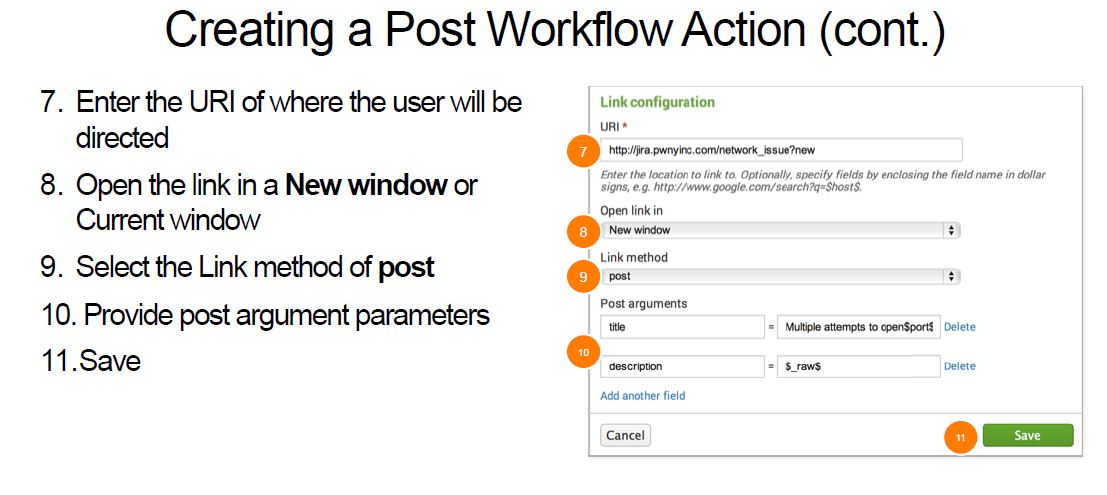 Creating a Post Workflow Action (cont.)
7. Enter the URI of where the user will be
directed
8. Open the link in a New window or
Current window
9. Select the Link method of post
10. Provide post argument parameters
11.Save
Link configuration
URI *
7
http://jira.pwnyinc.com/network_issue?new
Enter the location to link to. Optionally, specify fields by enclosing the field name in dollar
signs, e.g. http://www.google.com/search?q=$host$.
Open link in
8
New window
Link method
9
post
Post arguments
title = Multiple attempts to open$port$ Delete
10
description = $_raw$ Delete
Add another field
Cancel
11
Save